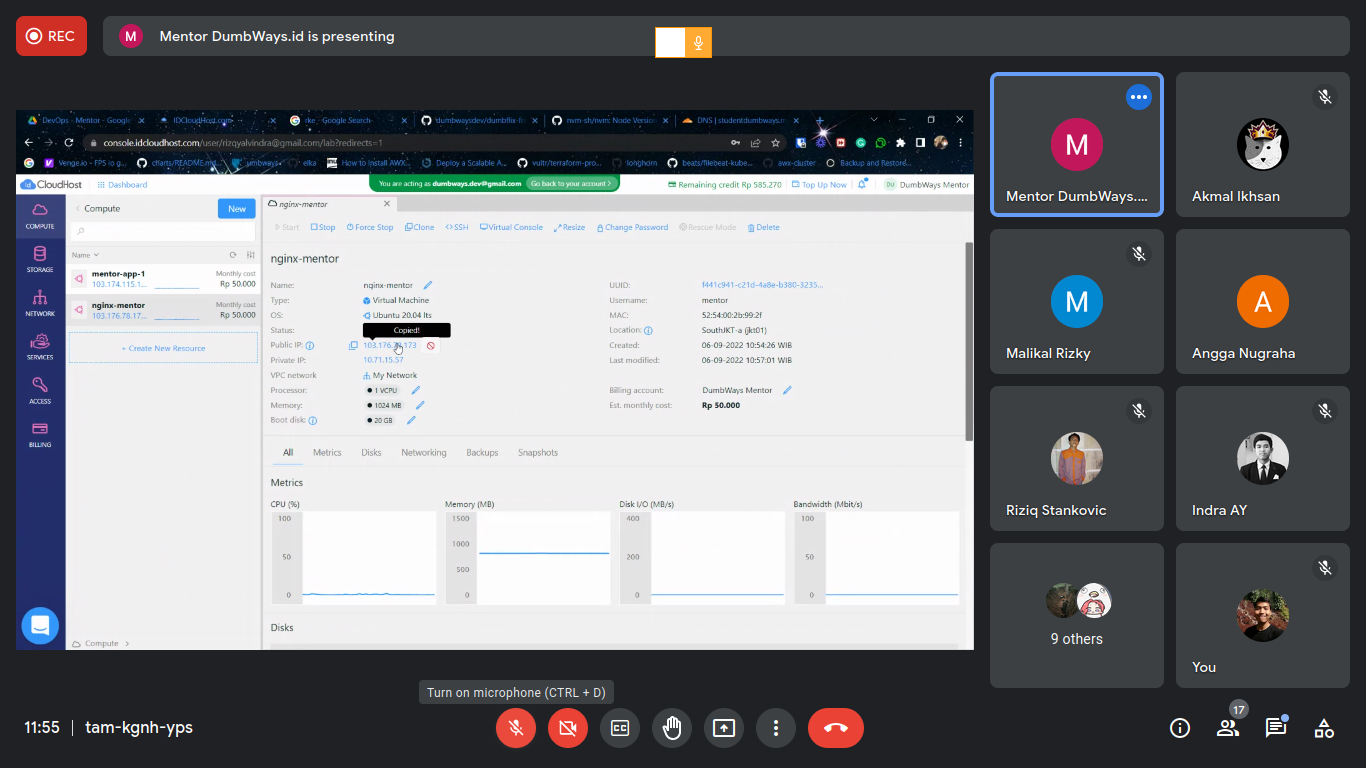 REC
M
Mentor DumbWays.id is presenting
DevOps - Mentor - Google
IDCloudHost.com
rke - Google Search
dumbwaysdev/dumbflix-fr
nvm-sh/nvm: Node Version
DNS | studentdumbways.m
console.idcloudhost.com/user/rizqyalvindra@gmail.com/lab?redirects=1
Venge.io - FPS io g...
charts/README.md...
umbways
elka
How to Install AWX...
Deploy a Scalable A...
vultr/terraform-pro...
longhorn
beats/filebeat-kube...
awx-cluster
Backup and Restore...
CloudHost
Dashboard
You are acting as dumbways.dev@gmail.com
Go back to your account >
Remaining credit Rp 585.270
Top Up Now
DU
DumbWays Mentor
COMPUTE
STORAGE
NETWORK
SERVICES
ACCESS
BILLING
Compute
New
Name
mentor-app-1
Monthly cost
103.174.115.1...
Rp 50.000
nginx-mentor
Monthly cost
103.176.78.17...
Rp 50.000
+ Create New Resource
Compute >
nginx-mentor
Start
Stop
Force Stop
Clone
SSH
Virtual Console
Resize
Change Password
Rescue Mode
Delete
nginx-mentor
Name:
nginx-mentor
Type:
Virtual Machine
OS:
Ubuntu 20.04 lts
Status:
Copied!
Public IP:
Private IP:
10.71.15.57
VPC network
My Network
Processor:
1 VCPU
Memory:
1024 MB
Boot disk:
20 GB
UUID:
f441c941-c21d-4a8e-b380-3235...
Username:
mentor
MAC:
52:54:00:2b:99:2f
Location:
SouthJKT-a (jkt01)
Created:
06-09-2022 10:54:26 WIB
Last modified:
06-09-2022 10:57:01 WIB
Billing account:
DumbWays Mentor
Est. monthly cost:
Rp 50.000
All
Metrics
Disks
Networking
Backups
Snapshots
Metrics
CPU (%)
100
50
0
Memory (MB)
1500
1000
500
0
Disk I/O (MB/s)
400
200
0
Bandwidth (Mbit/s)
100
50
0
Disks
M
Mentor DumbWays....
Akmal Ikhsan
M
Malikal Rizky
A
Angga Nugraha
Riziq Stankovic
Indra AY
9 others
You
Turn on microphone (CTRL + D)
11:55
tam-kgnh-yps
17